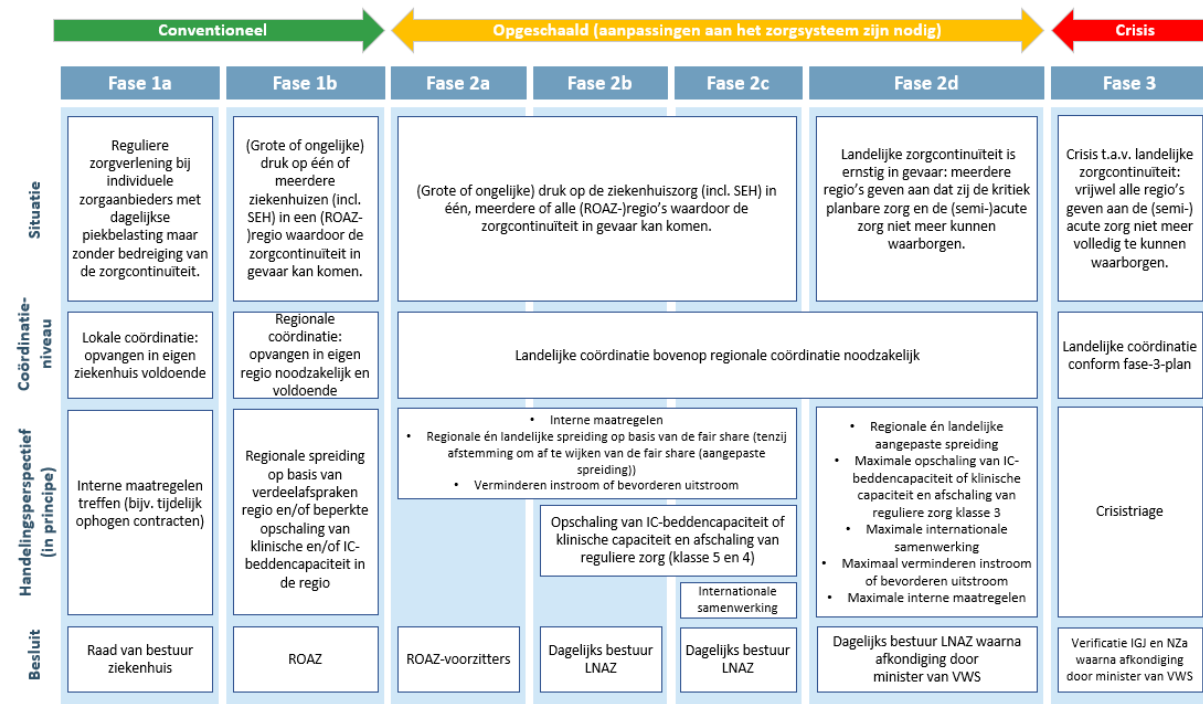 Conventioneel
Opgeschaald (aanpassingen aan het zorgsysteem zijn nodig)
Crisis
Fase 1a
Fase 1b
Fase 2a
Fase 2b
Fase 2c
Fase 2d
Fase 3
Situatie
Reguliere
zorgverlening bij
individuele
zorgaanbieders met
dagelijkse
piekbelasting maar
zonder bedreiging van
de zorgcontinuïteit.
(Grote of ongelijke)
druk op één of
meerdere
ziekenhuizen (incl.
SEH) in een (ROAZ-
)regio waardoor de
zorgcontinuïteit in
gevaar kan komen.
(Grote of ongelijke) druk op de ziekenhuiszorg (incl. SEH) in
één, meerdere of alle (ROAZ-)regio's waardoor de
zorgcontinuïteit in gevaar kan komen.
Landelijke zorgcontinuïteit is
ernstig in gevaar: meerdere
regio's geven aan dat zij de kritiek
planbare zorg en de (semi-)acute
zorg niet meer kunnen
waarborgen.
Crisis t.a.v. landelijke
zorgcontinuïteit:
vrijwel alle regio's
geven aan de (semi-)
acute zorg niet meer
volledig te kunnen
waarborgen.
Coördinatie-
niveau
Lokale coördinatie:
opvangen in eigen
ziekenhuis voldoende
Regionale
coördinatie:
opvangen in eigen
regio noodzakelijk en
voldoende
Landelijke coördinatie bovenop regionale coördinatie noodzakelijk
Landelijke coördinatie
conform fase-3-plan
Handelingsperspectief
(in principe)
Interne maatregelen
treffen (bijv. tijdelijk
ophogen contracten)
Regionale spreiding
op basis van
verdeelafspraken
regio en/of beperkte
opschaling van
klinische en/of IC-
beddencapaciteit in
de regio
• Interne maatregelen
• Regionale én landelijke spreiding op basis van de fair share (tenzij
afstemming om af te wijken van de fair share (aangepaste
spreiding))
• Verminderen instroom of bevorderen uitstroom
Opschaling van IC-beddencapaciteit of
klinische capaciteit en afschaling van
reguliere zorg (klasse 5 en 4)
Internationale
samenwerking
• Regionale én landelijke
aangepaste spreiding
• Maximale opschaling van IC-
beddencapaciteit of klinische
capaciteit en afschaling van
reguliere zorg klasse 3
• Maximale internationale
samenwerking
• Maximaal verminderen instroom
of bevorderen uitstroom
• Maximale interne maatregelen
Crisistriage
Besluit
Raad van bestuur
ziekenhuis
ROAZ
ROAZ-voorzitters
Dagelijks bestuur
LNAZ
Dagelijks bestuur
LNAZ
Dagelijks bestuur LNAZ waarna
afkondiging door
minister van VWS
Verificatie IGJ en NZa
waarna afkondiging
door minister van VWS